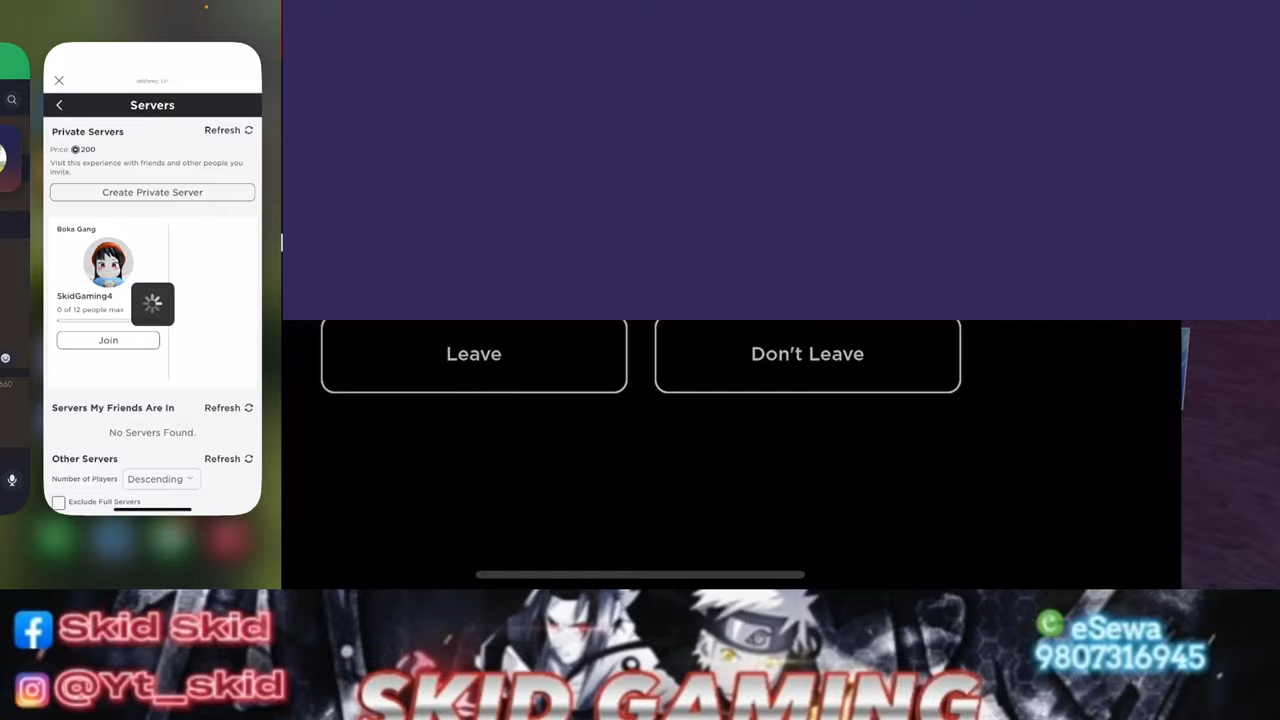 Servers
Private Servers
Refresh
Price: 200
Visit this experience with friends and other people you
invite.
Create Private Server
Boka Gang
SkidGaming4
0 of 12 people max
Join
Servers My Friends Are In
Refresh
No Servers Found.
Other Servers
Refresh
Number of Players
Descending
Exclude Full Servers
660
Leave
Don't Leave
Skid Skid
@Yt_skid
SKID GAMING
eSewa
9807316945